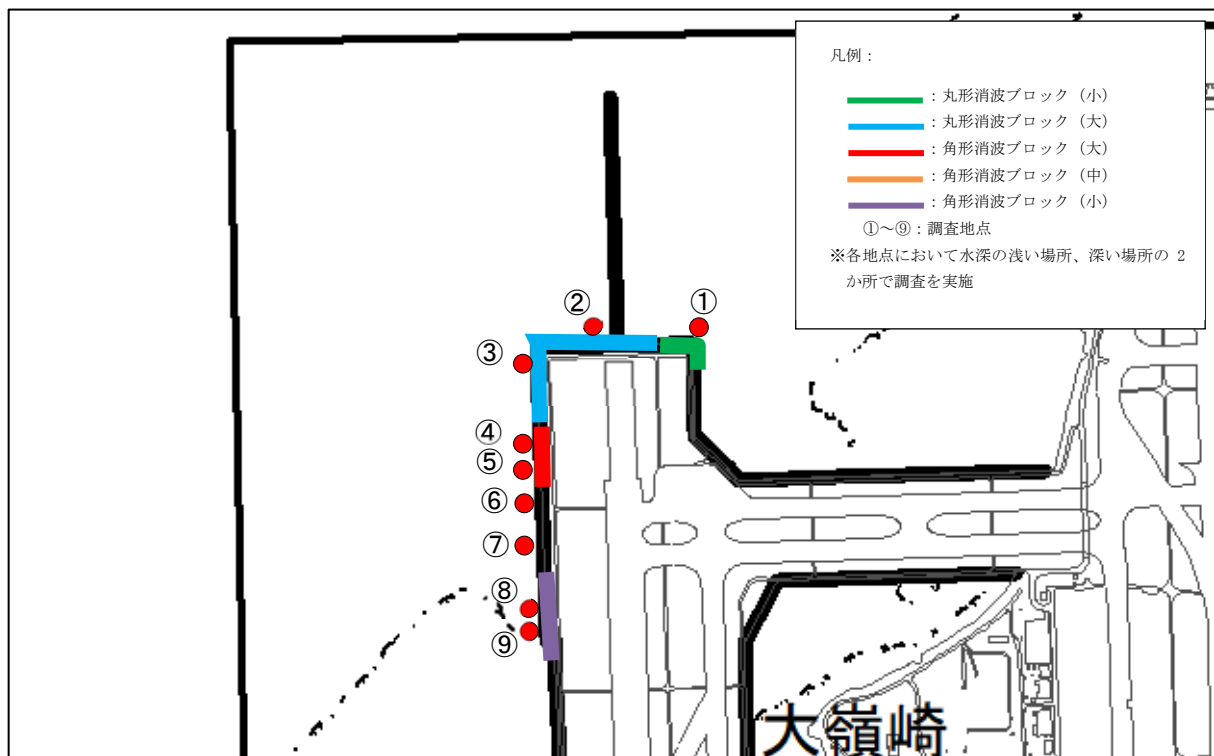 凡例：
：丸形消波ブロック（小）
：丸形消波ブロック（大）
：角形消波ブロック（大）
：角形消波ブロック（中）
：角形消波ブロック（小）
①～⑨：調査地点
※各地点において水深の浅い場所、深い場所の 2
か所で調査を実施
②
①
③
④
⑤
⑥
⑦
⑧
⑨
大嶺崎